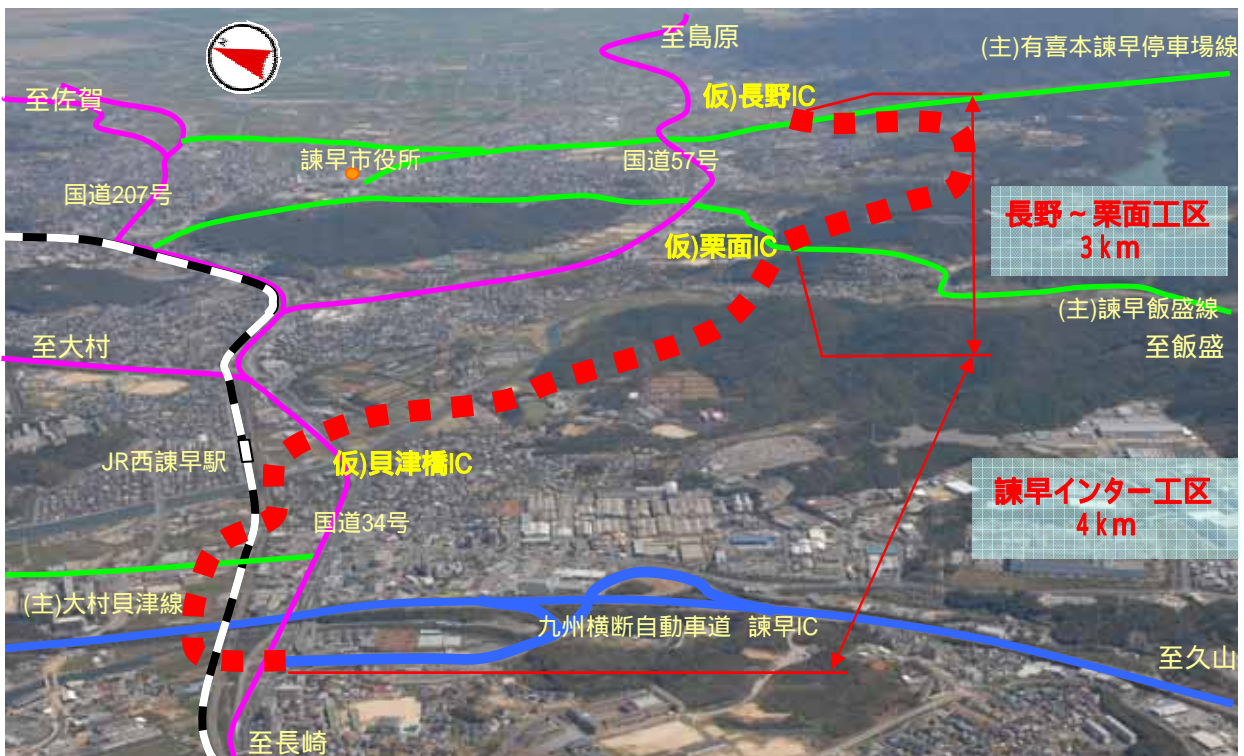 N
至島原
(主)有喜本諫早停車場線
至佐賀
仮)長野IC
諫早市役所
国道57号
国道207号
長野~栗面工区
3km
仮)栗面IC
(主)諫早飯盛線
至飯盛
至大村
JR西諫早駅
仮)貝津橋IC
諫早インター工区
4km
国道34号
(主)大村貝津線
九州横断自動車道 諫早IC
至久山
至長崎